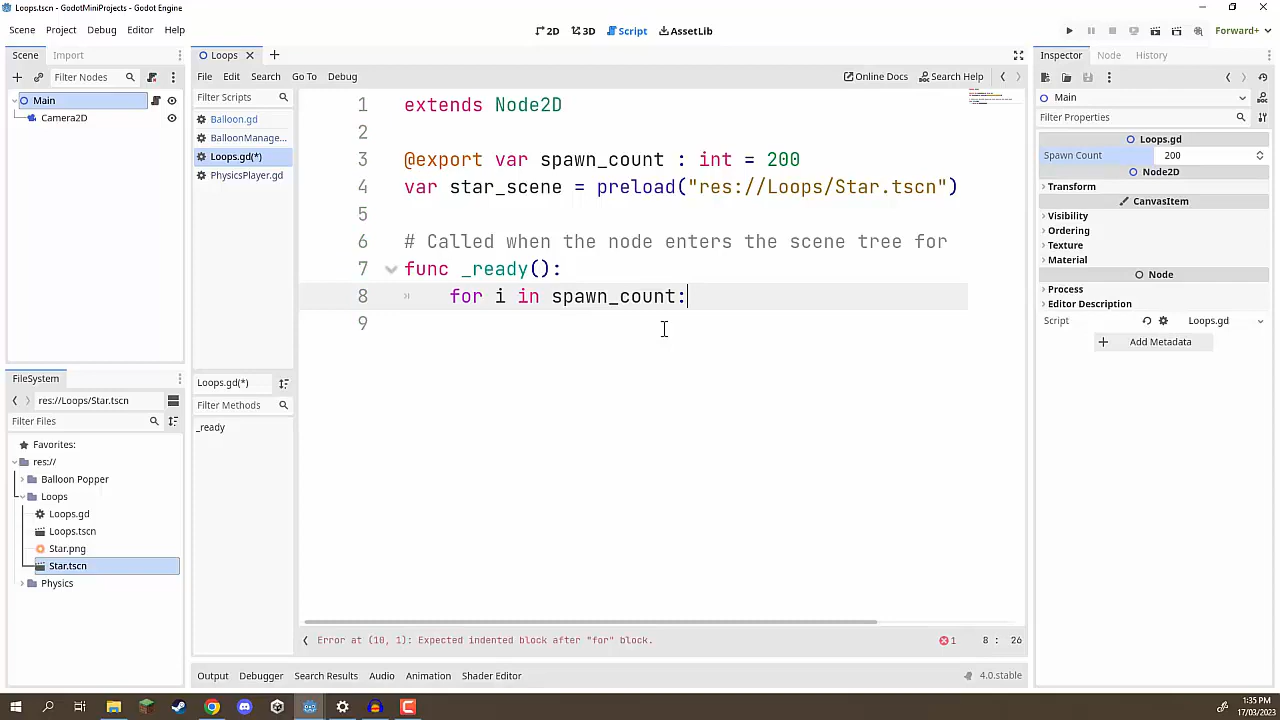 Loops.tscn - GodotMiniProjects - Godot Engine
Scene Project Debug Editor Help
2D 3D Script AssetLib
Forward+
Scene Import
Filter Nodes
Main
Camera2D
Loops
File Edit Search Go To Debug
Online Docs Search Help
Filter Scripts
Balloon.gd
BalloonManage...
Loops.gd(*)
PhysicsPlayer.gd
Loops.gd(*)
Filter Methods
_ready
1 extends Node2D
2
3 @export var spawn_count : int = 200
4 var star_scene = preload("res://Loops/Star.tscn")
5
6 # Called when the node enters the scene tree for
7 func _ready():
8 for i in spawn_count:
9
Error at (10, 1): Expected indented block after "for" block.
1 8 : 26
Output Debugger Search Results Audio Animation Shader Editor
4.0.stable
FileSystem
res://Loops/Star.tscn
Filter Files
Favorites:
res://
Balloon Popper
Loops
Loops.gd
Loops.tscn
Star.png
Star.tscn
Physics
Inspector Node History
Main
Filter Properties
Loops.gd
Spawn Count 200
Node2D
Transform
CanvasItem
Visibility
Ordering
Texture
Material
Node
Process
Editor Description
Script Loops.gd
Add Metadata
1:35 PM
17/03/2023